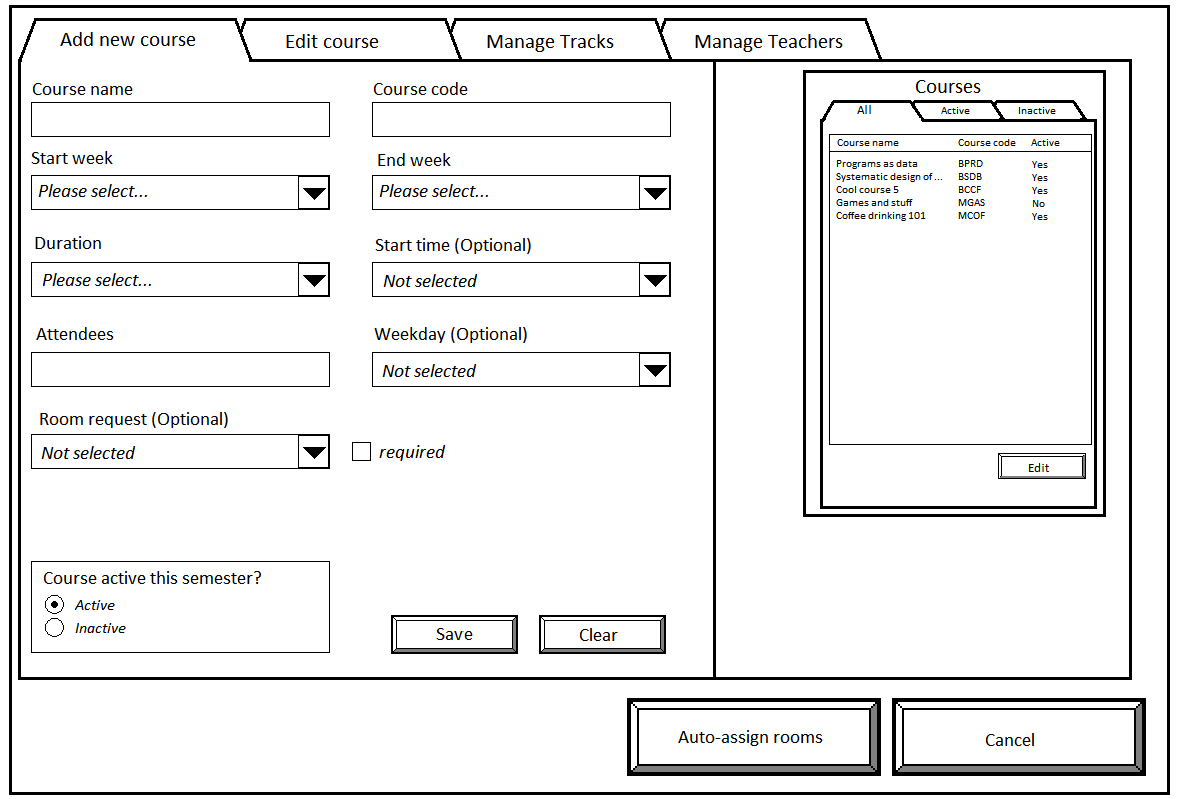 Add new course
Edit course
Manage Tracks
Manage Teachers
Course name
Course code
Start week
End week
Please select...
Please select...
Duration
Start time (Optional)
Please select...
Not selected
Attendees
Weekday (Optional)
Not selected
Room request (Optional)
Not selected
required
Course active this semester?
Active
Inactive
Save
Clear
Courses
All
Active
Inactive
Course name Course code Active
Programs as data BPRD Yes
Systematic design of ... BSDB Yes
Cool course 5 BCCF Yes
Games and stuff MGAS No
Coffee drinking 101 MCOF Yes
Edit
Auto-assign rooms
Cancel